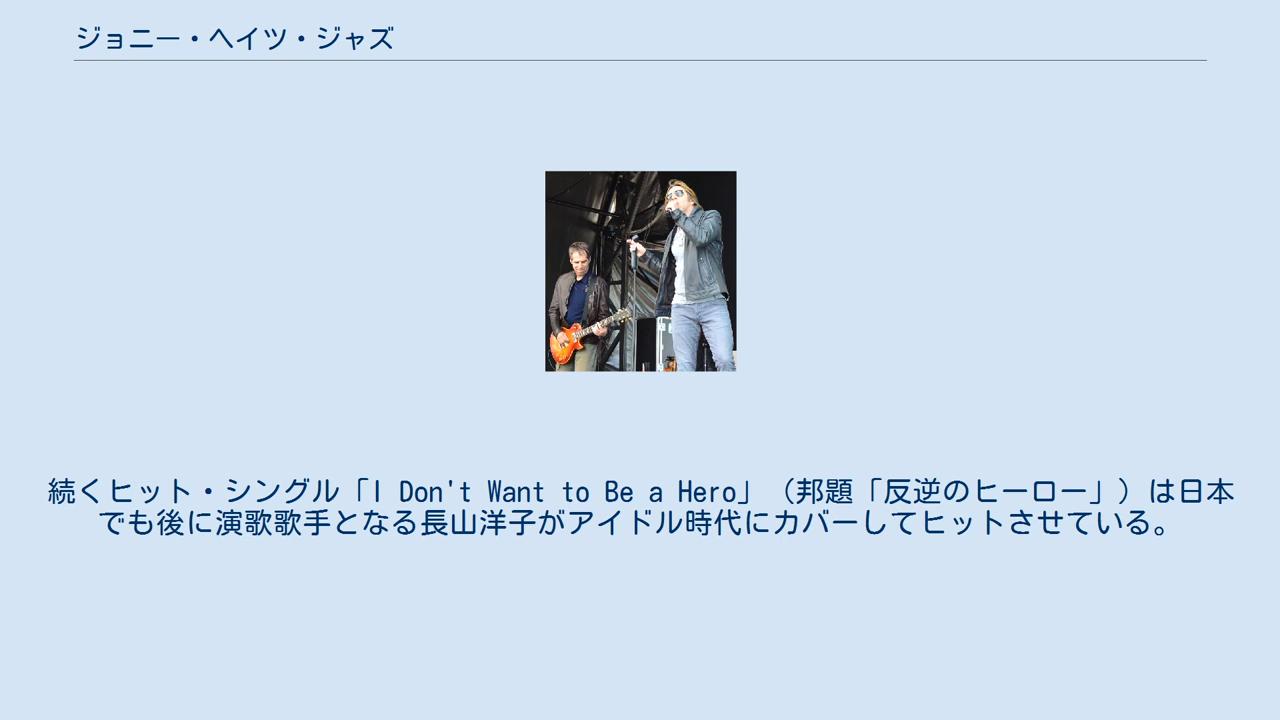 ジョニー・ヘイツ・ジャズ
続くヒット・シングル「I Don't Want to Be a Hero」（邦題「反逆のヒーロー」）は日本
でも後に演歌歌手となる長山洋子がアイドル時代にカバーしてヒットさせている。